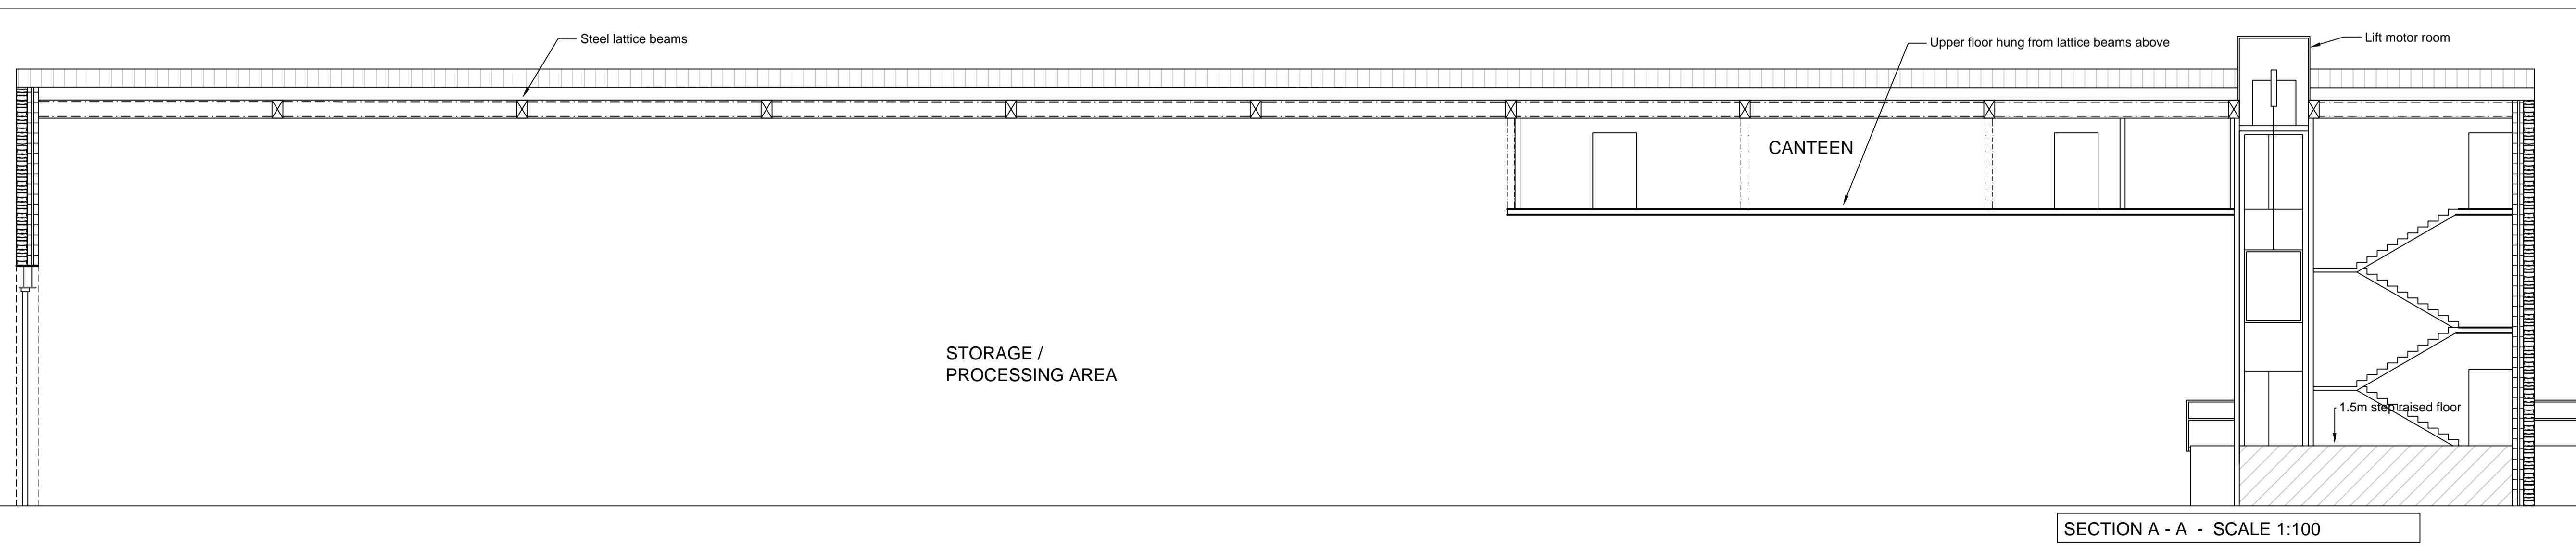 Steel lattice beams
Upper floor hung from lattice beams above
Lift motor room
CANTEEN
STORAGE /
PROCESSING AREA
1.5m step raised floor
SECTION A - A - SCALE 1:100